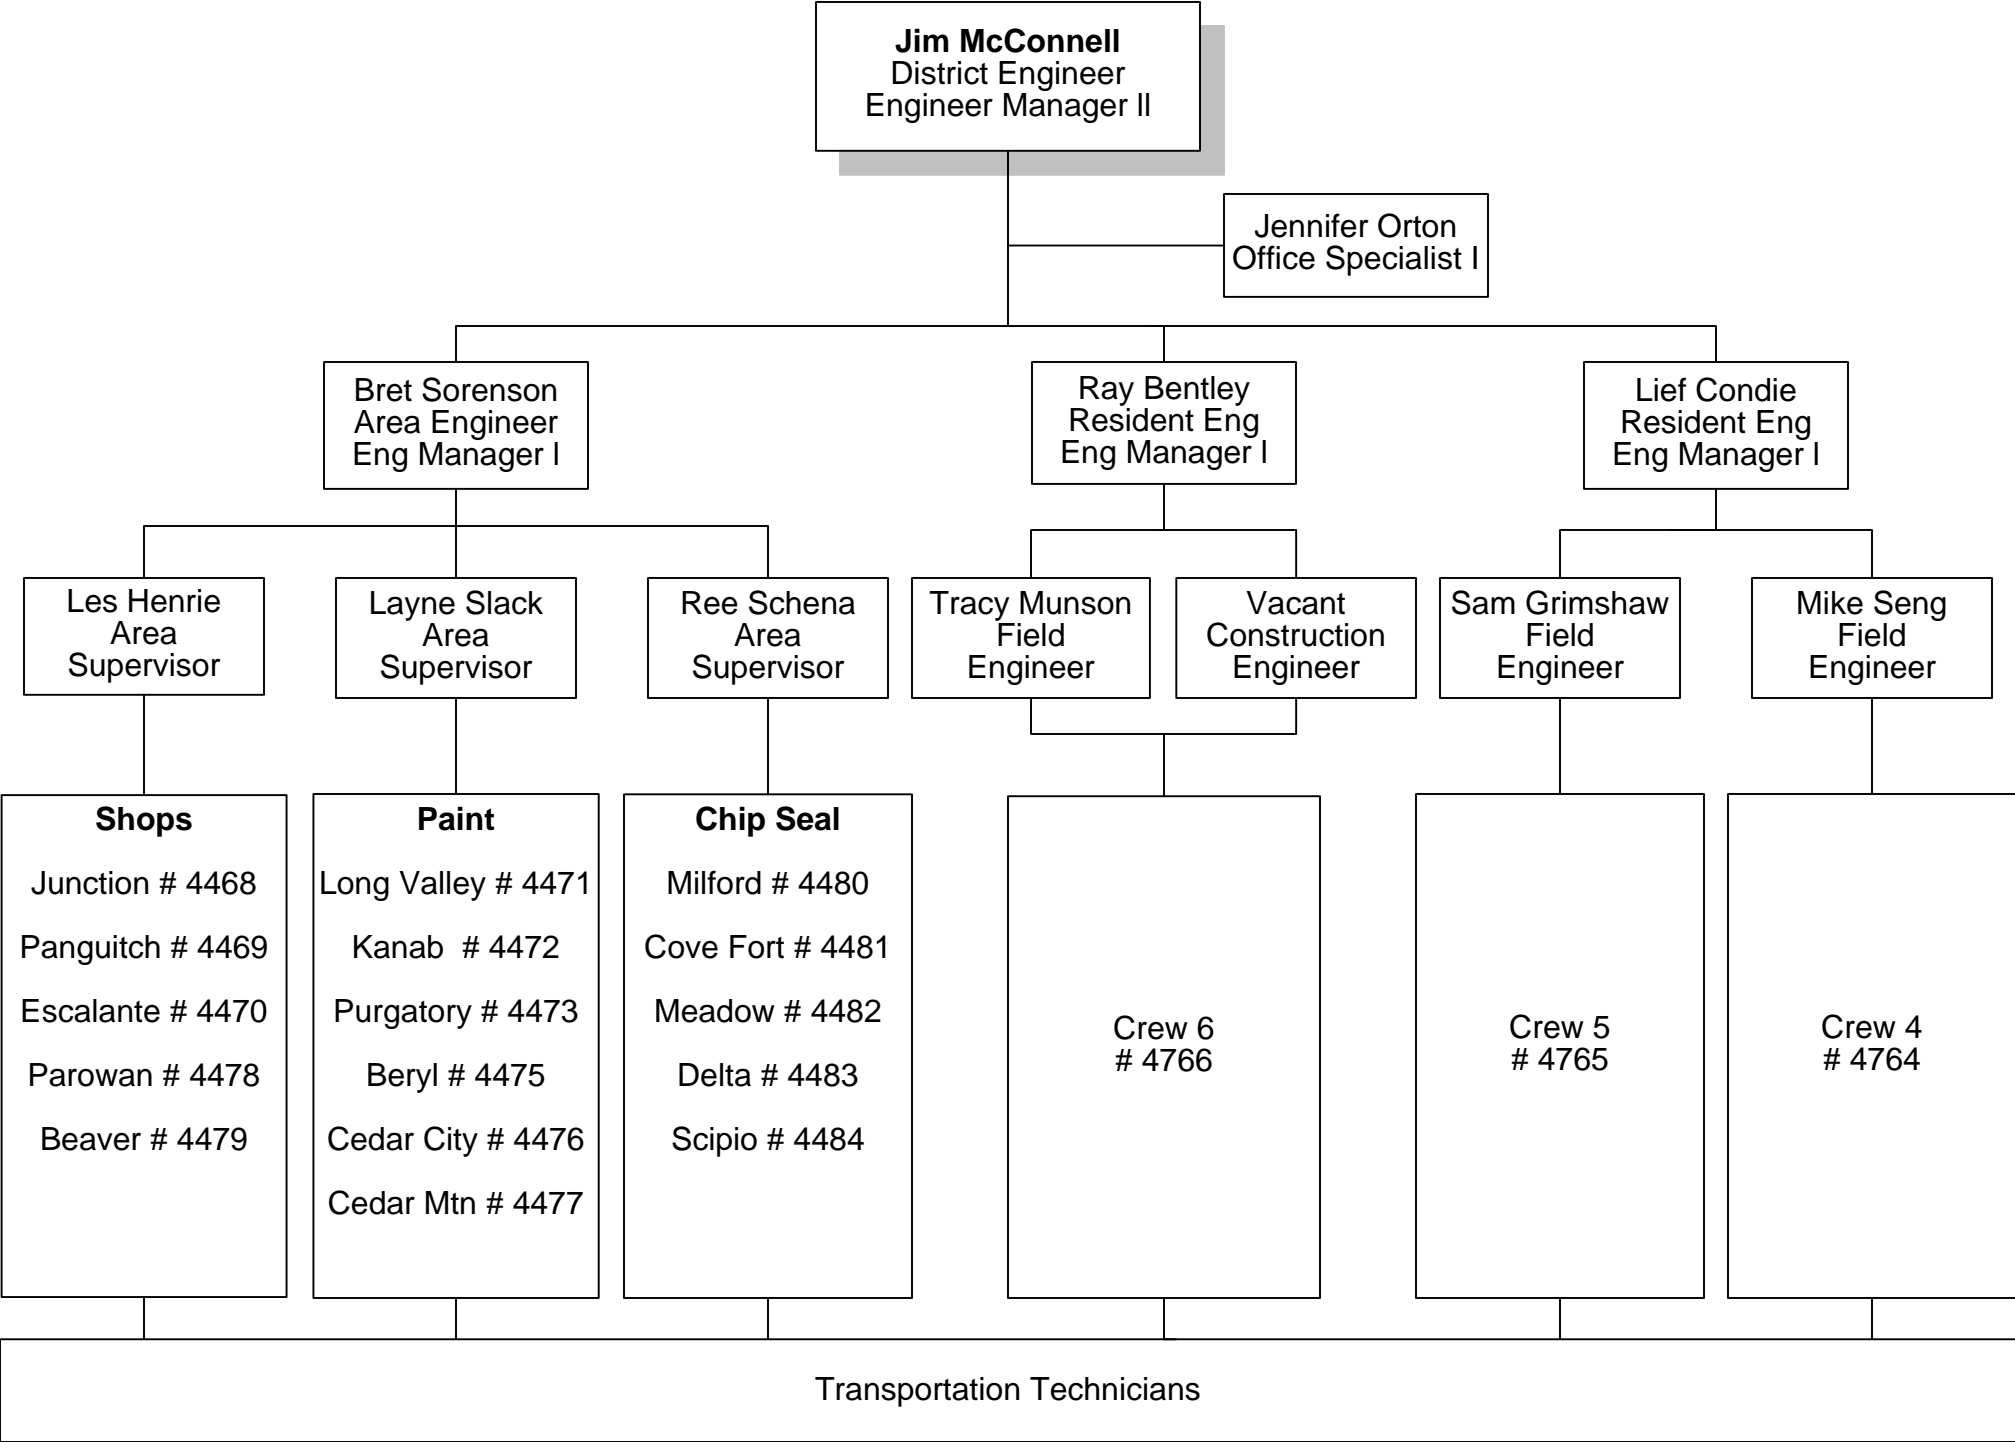 Jim McConnell
District Engineer
Engineer Manager ll
Jennifer Orton
Office Specialist l
Bret Sorenson
Area Engineer
Eng Manager l
Ray Bentley
Resident Eng
Eng Manager l
Lief Condie
Resident Eng
Eng Manager l
Les Henrie
Area
Supervisor
Layne Slack
Area
Supervisor
Ree Schena
Area
Supervisor
Tracy Munson
Field
Engineer
Vacant
Construction
Engineer
Sam Grimshaw
Field
Engineer
Mike Seng
Field
Engineer
Shops
Junction # 4468
Panguitch # 4469
Escalante # 4470
Parowan # 4478
Beaver # 4479
Paint
Long Valley # 4471
Kanab  # 4472
Purgatory # 4473
Beryl # 4475
Cedar City # 4476
Cedar Mtn # 4477
Chip Seal
Milford # 4480
Cove Fort # 4481
Meadow # 4482
Delta # 4483
Scipio # 4484
Crew 6
# 4766
Crew 5
# 4765
Crew 4
# 4764
Transportation Technicians